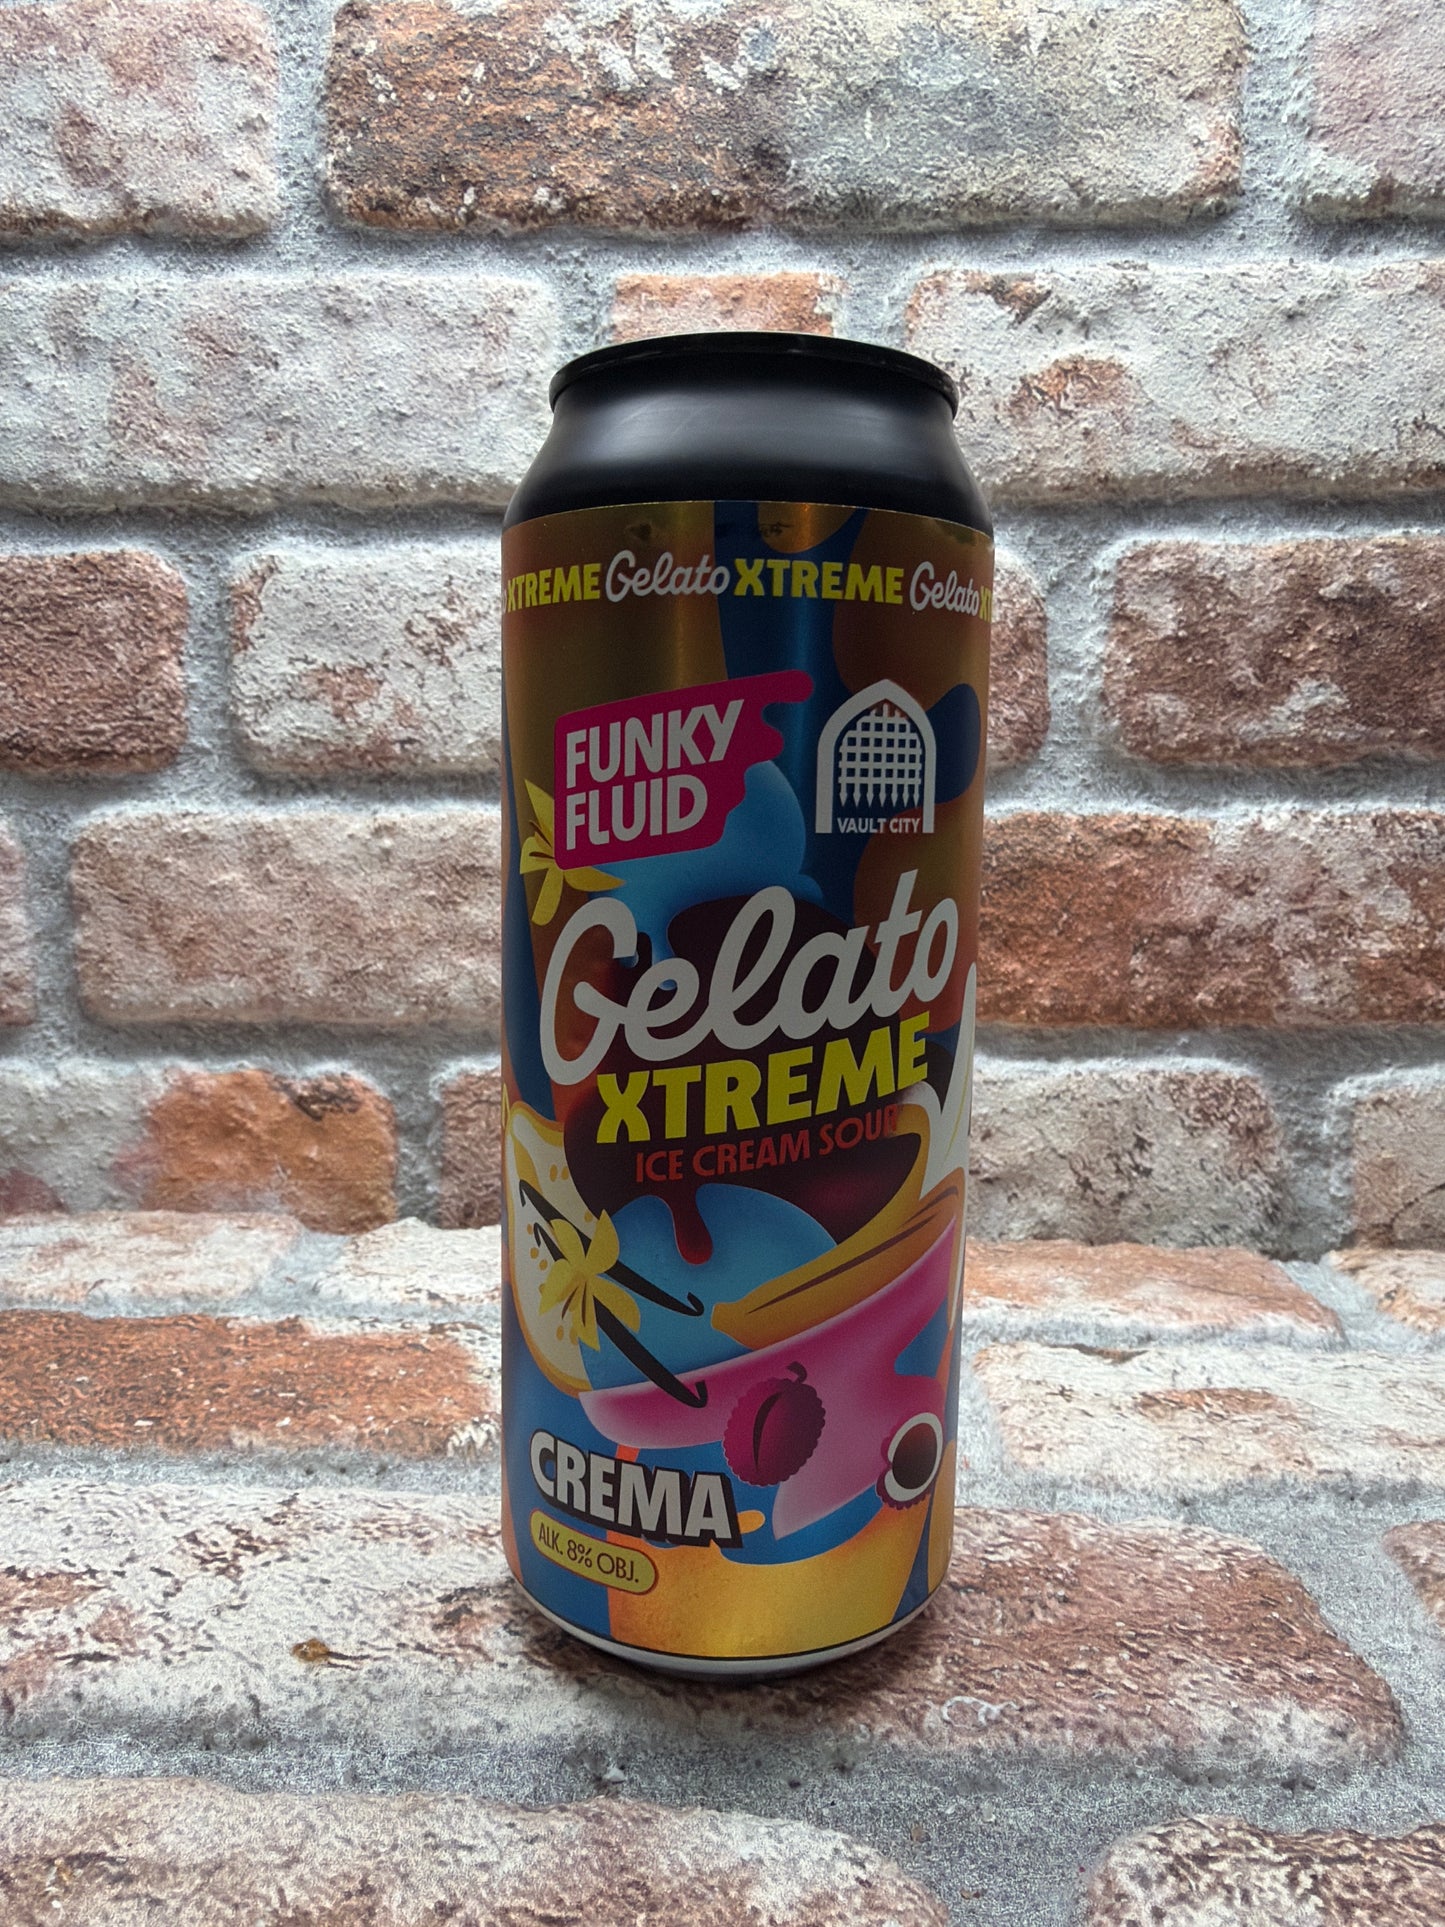 XTREME Gelato XTREME Gelato
FUNKY
FLUID
VAULT CITY
Gelato
XTREME
ICE CREAM SOUR
CREMA
ALK. 8% OBJ.